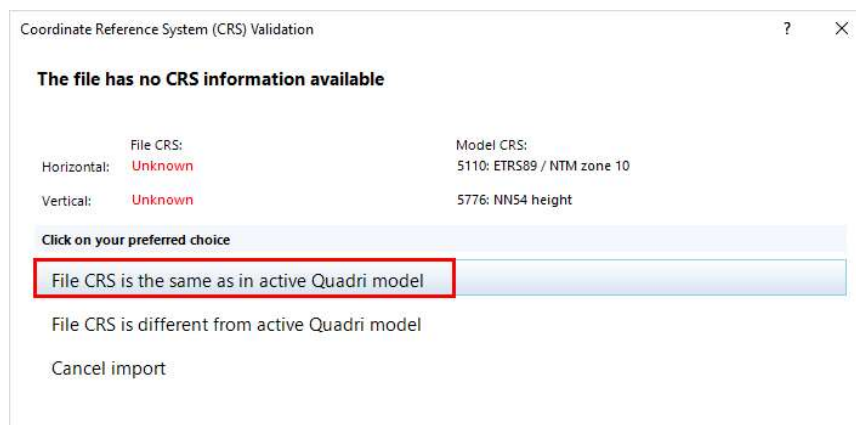 Coordinate Reference System (CRS) Validation ? ×
The file has no CRS information available
File CRS: Model CRS:
Horizontal: Unknown 5110: ETRS89 / NTM zone 10
Vertical: Unknown 5776: NN54 height
Click on your preferred choice
File CRS is the same as in active Quadri model
File CRS is different from active Quadri model
Cancel import